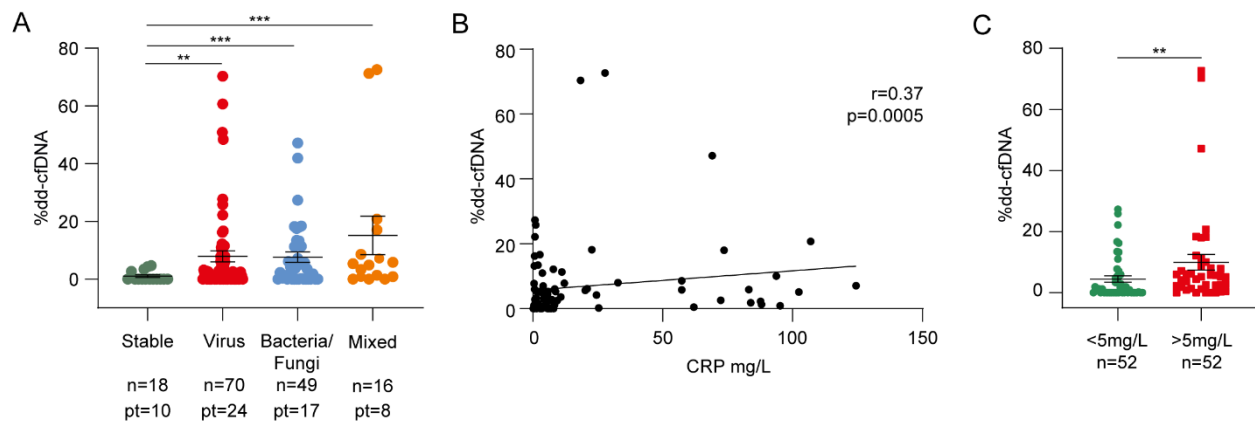 A
%dd-cfDNA
80
60
40
20
0
***
***
**
Stable
Virus
Bacteria/
Fungi
Mixed
n=18
n=70
n=49
n=16
pt=10
pt=24
pt=17
pt=8
B
%dd-cfDNA
80
60
40
20
0
r=0.37
p=0.0005
0
50
100
150
CRP mg/L
C
%dd-cfDNA
80
60
40
20
0
**
<5mg/L
>5mg/L
n=52
n=52